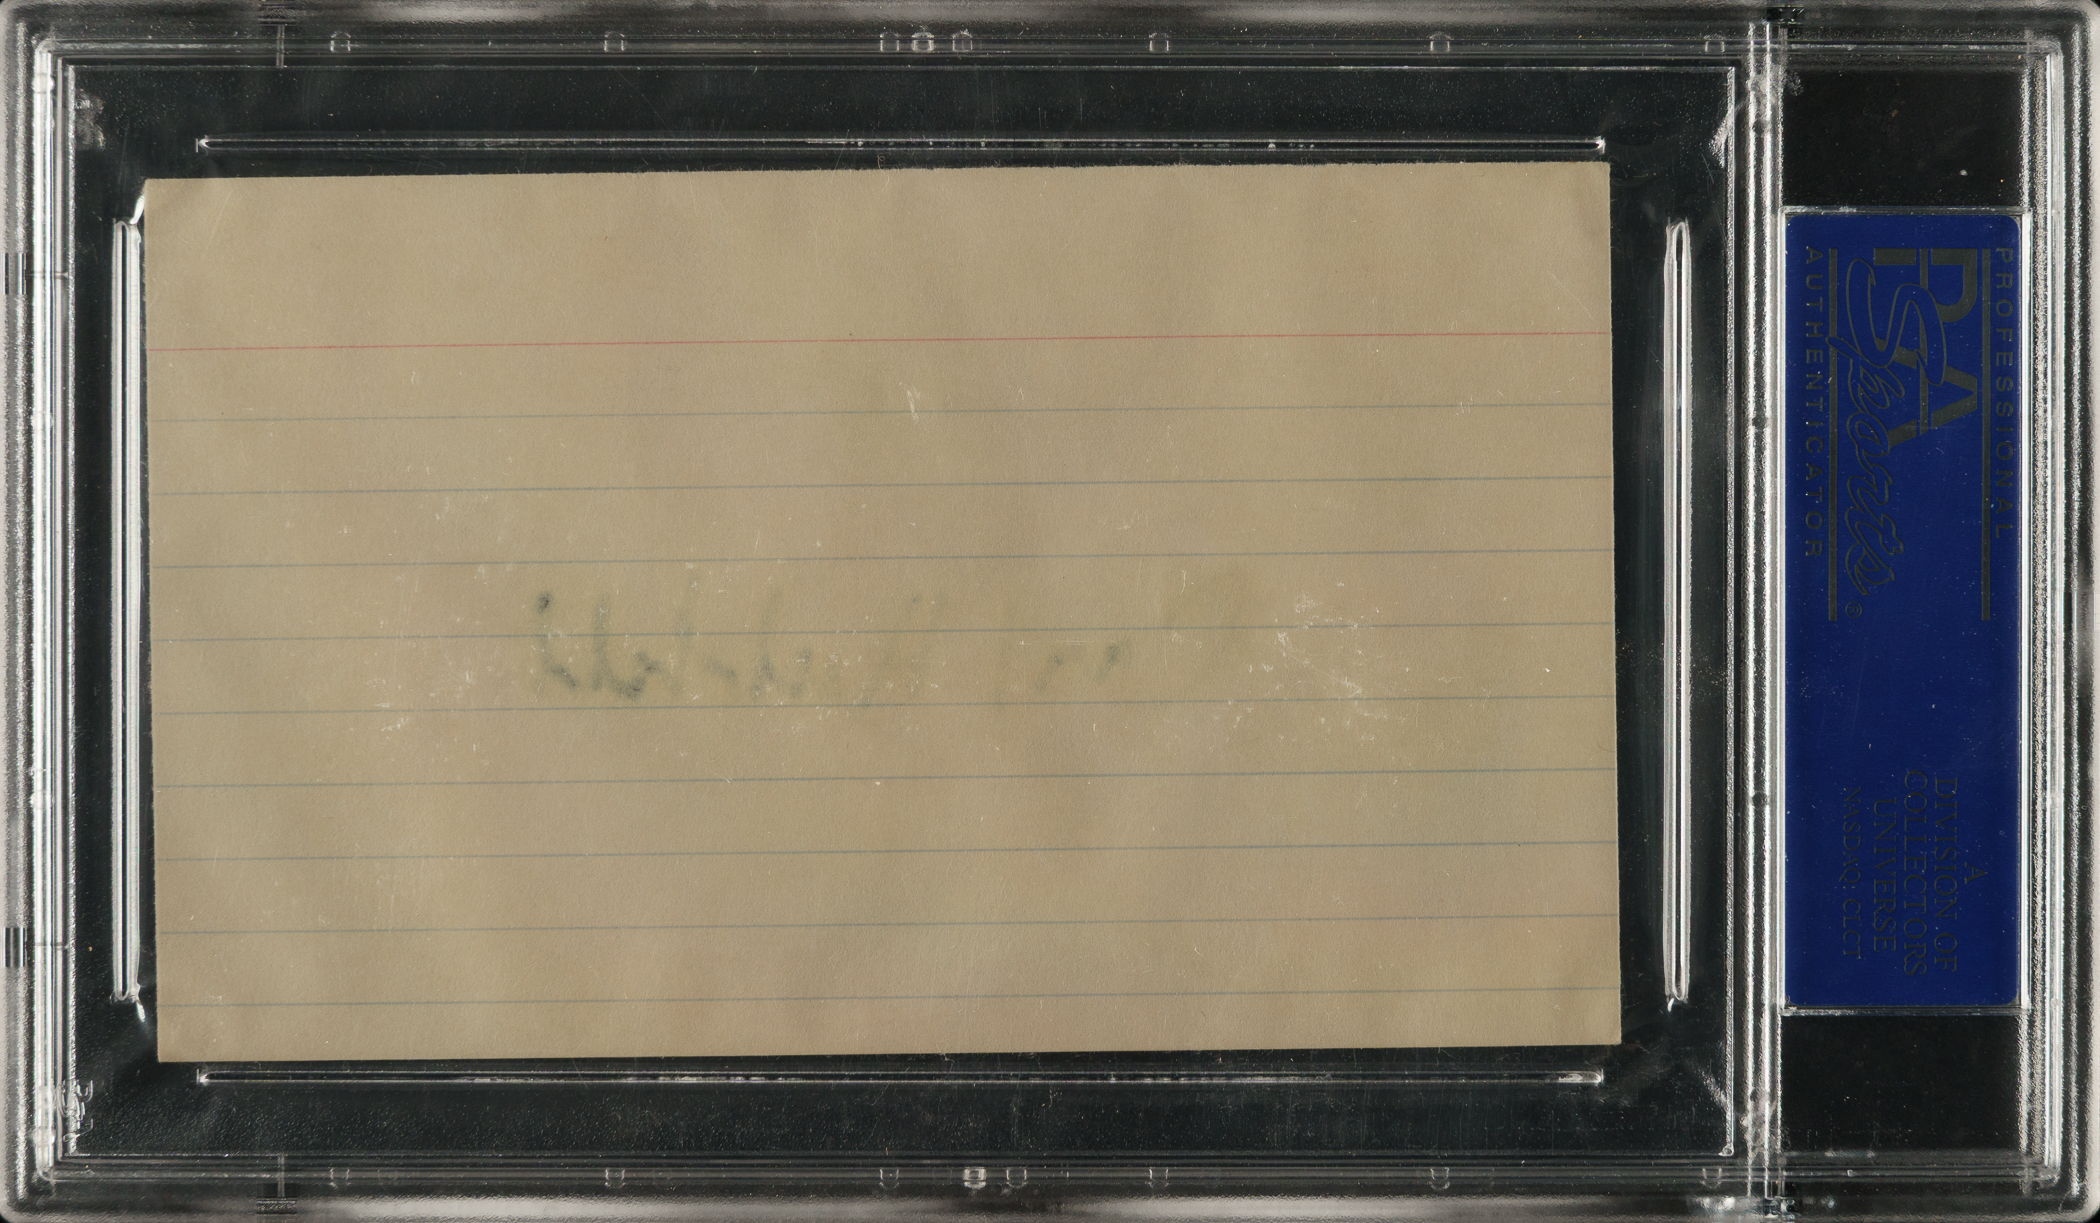 PROFESSIONAL
PSA
Sports ®
AUTHENTICATOR
A
DIVISION OF
COLLECTORS
UNIVERSE
NASDAQ: CLCT